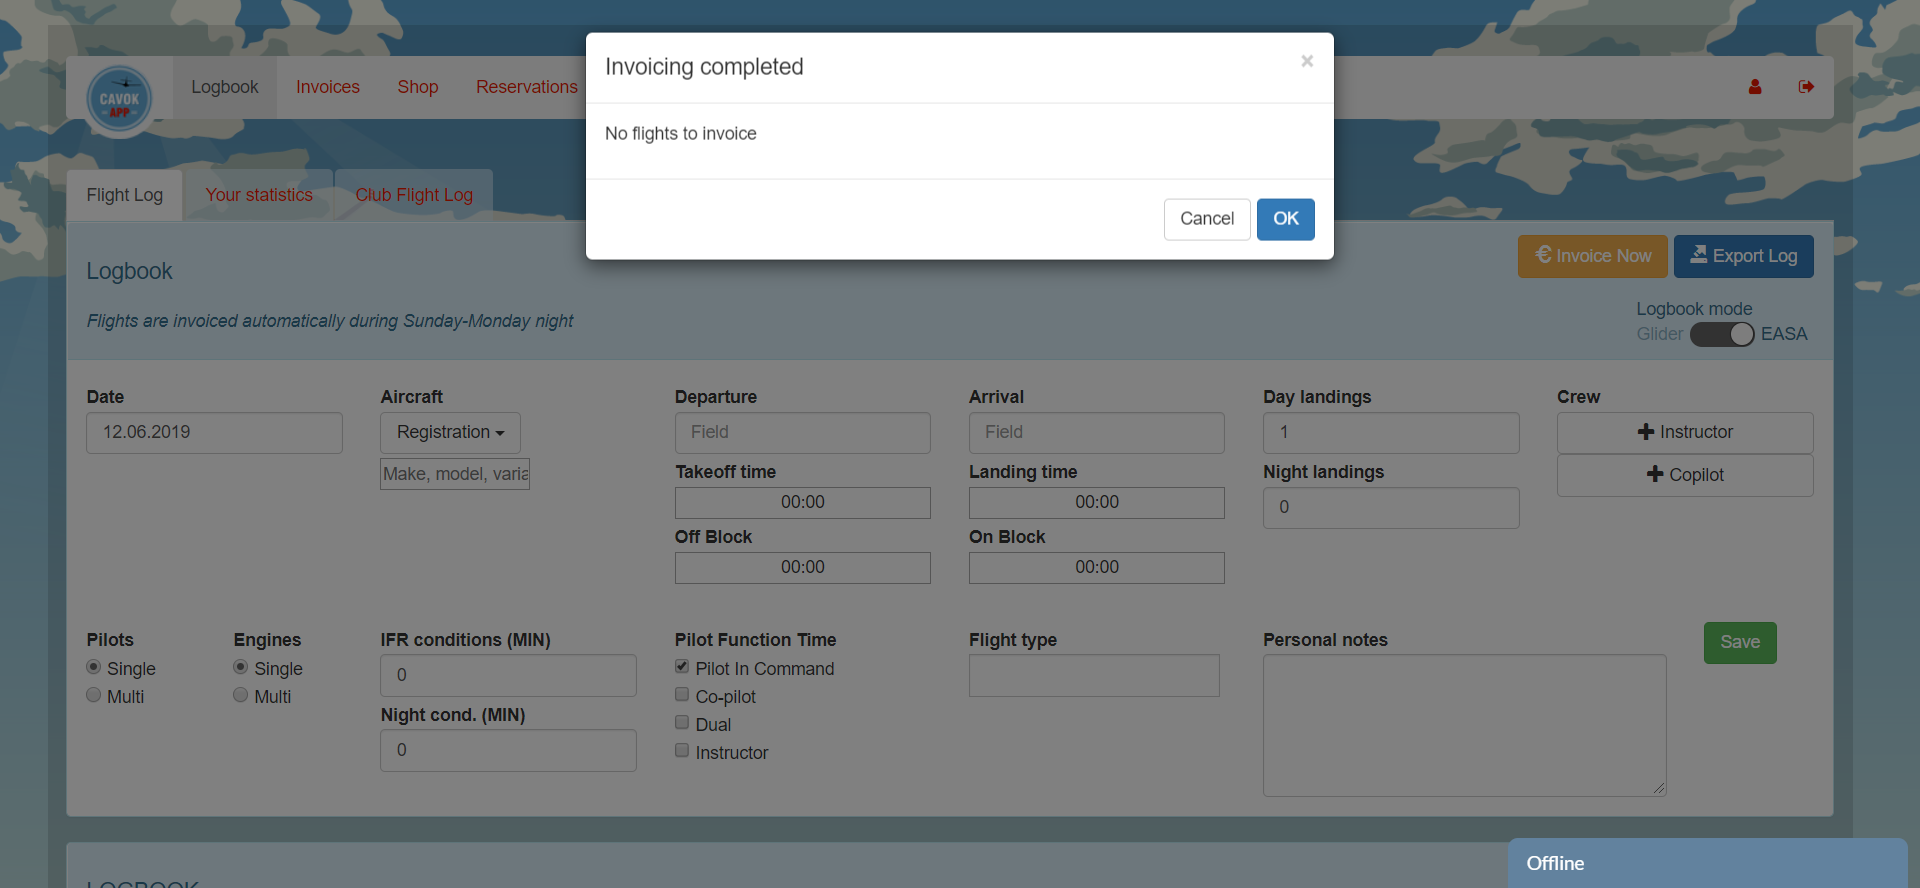 Invoicing completed
×
No flights to invoice
Cancel OK
CAVOK
APP
Logbook Invoices Shop Reservations
Flight Log Your statistics Club Flight Log
Logbook
€ Invoice Now Export Log
Flights are invoiced automatically during Sunday-Monday night
Logbook mode
Glider EASA
Date Aircraft Departure Arrival Day landings Crew
12.06.2019 Registration Field Field 1 + Instructor
Make, model, varia Takeoff time Landing time Night landings + Copilot
00:00 00:00 0
Off Block On Block
00:00 00:00
Pilots Engines IFR conditions (MIN) Pilot Function Time Flight type Personal notes Save
Single Single 0 Pilot In Command
Multi Multi Co-pilot
Night cond. (MIN) Dual
0 Instructor
LOGBOOK
Offline